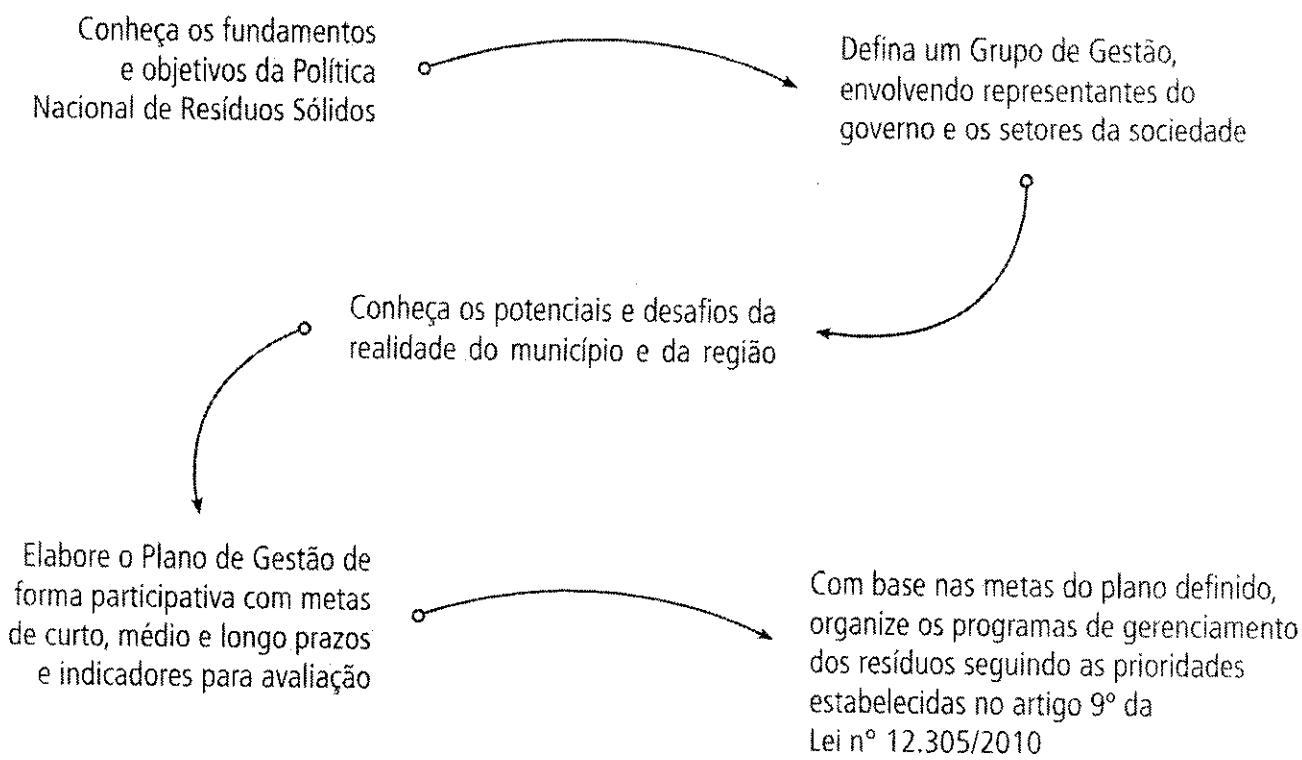 Conheça os fundamentos
e objetivos da Política
Nacional de Resíduos Sólidos
Defina um Grupo de Gestão,
envolvendo representantes do
governo e os setores da sociedade
Conheça os potenciais e desafios da
realidade do município e da região
Elabore o Plano de Gestão de
forma participativa com metas
de curto, médio e longo prazos
e indicadores para avaliação
Com base nas metas do plano definido,
organize os programas de gerenciamento
dos resíduos seguindo as prioridades
estabelecidas no artigo 9º da
Lei nº 12.305/2010